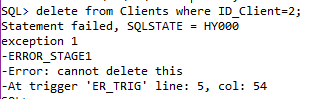 SQL> delete from Clients where ID_Client=2;
Statement failed, SQLSTATE = HY000
exception 1
-ERROR_STAGE1
-Error: cannot delete this
-At trigger 'ER_TRIG' line: 5, col: 54